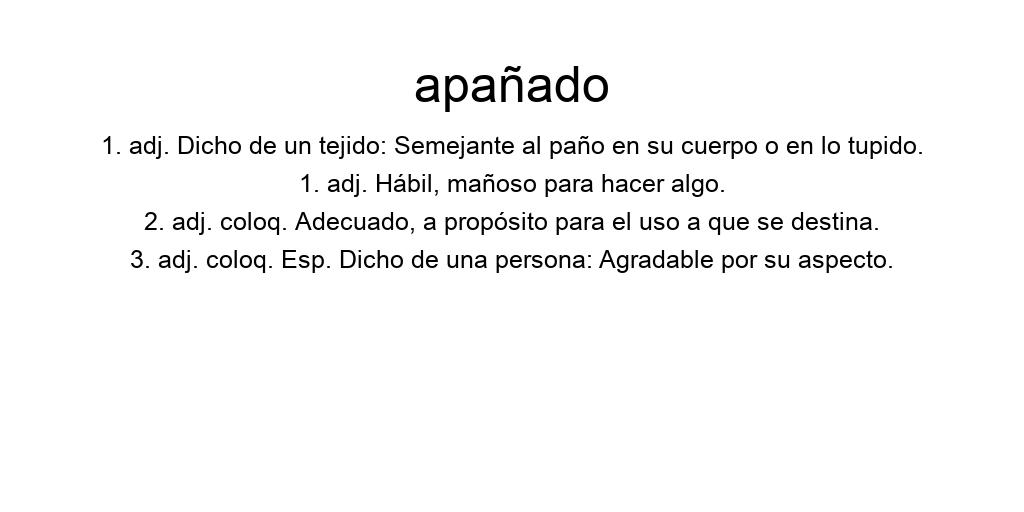 apañado
1. adj. Dicho de un tejido: Semejante al paño en su cuerpo o en lo tupido.
1. adj. Hábil, mañoso para hacer algo.
2. adj. coloq. Adecuado, a propósito para el uso a que se destina.
3. adj. coloq. Esp. Dicho de una persona: Agradable por su aspecto.